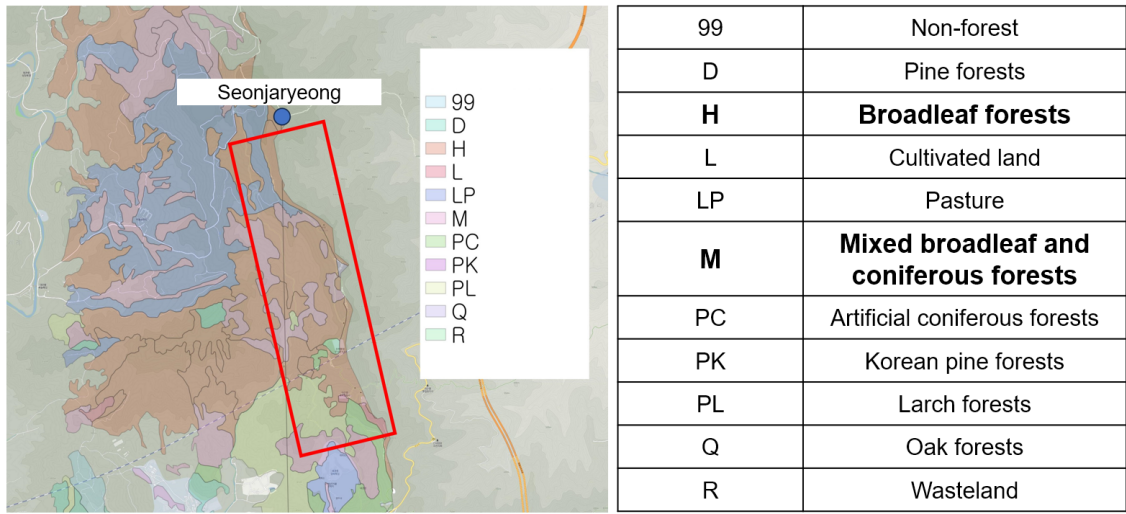 Seonjaryeong
99
D
H
L
LP
M
PC
PK
PL
Q
R
99 Non-forest
D Pine forests
H Broadleaf forests
L Cultivated land
LP Pasture
M Mixed broadleaf and
coniferous forests
PC Artificial coniferous forests
PK Korean pine forests
PL Larch forests
Q Oak forests
R Wasteland